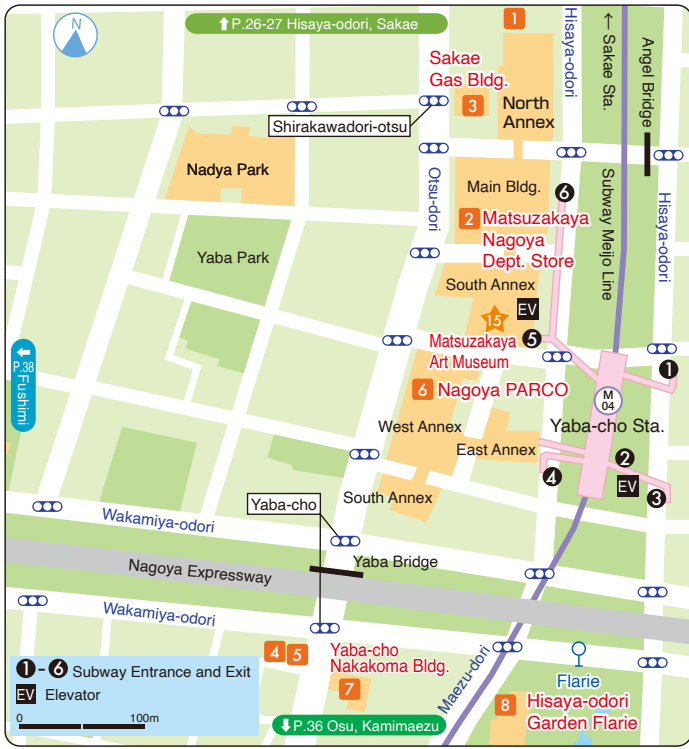 N
P.26-27 Hisaya-odori, Sakae
1
Hisaya-odori
← Sakae Sta.
Angel Bridge
Sakae
Gas Bldg.
3
North
Annex
Shirakawadori-otsu
Nadya Park
Otsu-dori
Main Bldg.
6
Subway Meijo Line
Hisaya-odori
2 Matsuzakaya
Nagoya
Dept. Store
Yaba Park
South Annex
EV
15
5
Matsuzakaya
Art Museum
1
P.38
Fushimi
6 Nagoya PARCO
M
04
Yaba-cho Sta.
West Annex
East Annex
2
4
EV
3
South Annex
Yaba-cho
Wakamiya-odori
Yaba Bridge
Nagoya Expressway
Wakamiya-odori
4 5
Yaba-cho
Nakakoma Bldg.
7
Maezu-dori
Flarie
8 Hisaya-odori
Garden Flarie
1 - 6 Subway Entrance and Exit
EV Elevator
0 100m
P.36 Osu, Kamimaezu